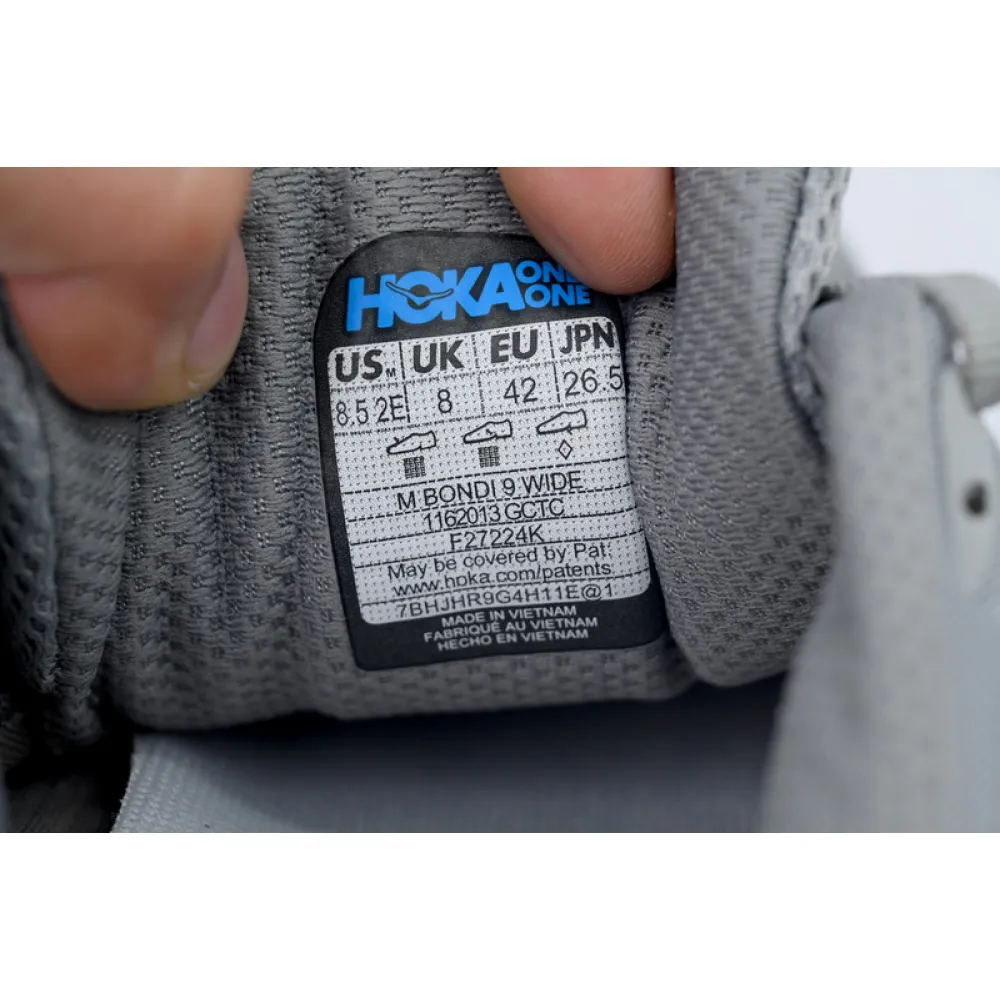 HOKA ONE ONE
US M UK EU JPN
8.5 2E 8 42 26.5
M BONDI 9 WIDE
1162013 GCTC
F27224K
May be covered by Pat:
www.hoka.com/patents
7BHJHR9G4H11E@1
MADE IN VIETNAM
FABRIQUÉ AU VIETNAM
HECHO EN VIETNAM